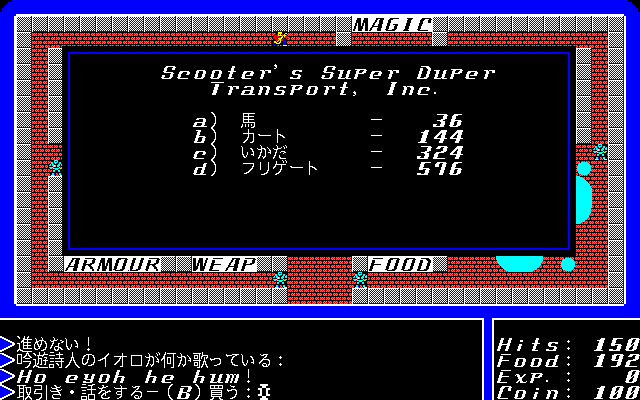 MAGIC
Scooter's Super Duper
Transport, Inc.
a) 馬 - 36
b) カート - 144
c) いかだ - 324
d) フリゲート - 596
ARMOUR WEAP FOOD
進めない！
吟遊詩人のイオロが何か歌っている：
Ho eyoh he hum!
取引き・話をするー(B)買う：
Hits: 150
Food: 192
Exp.: 0
Coin: 100